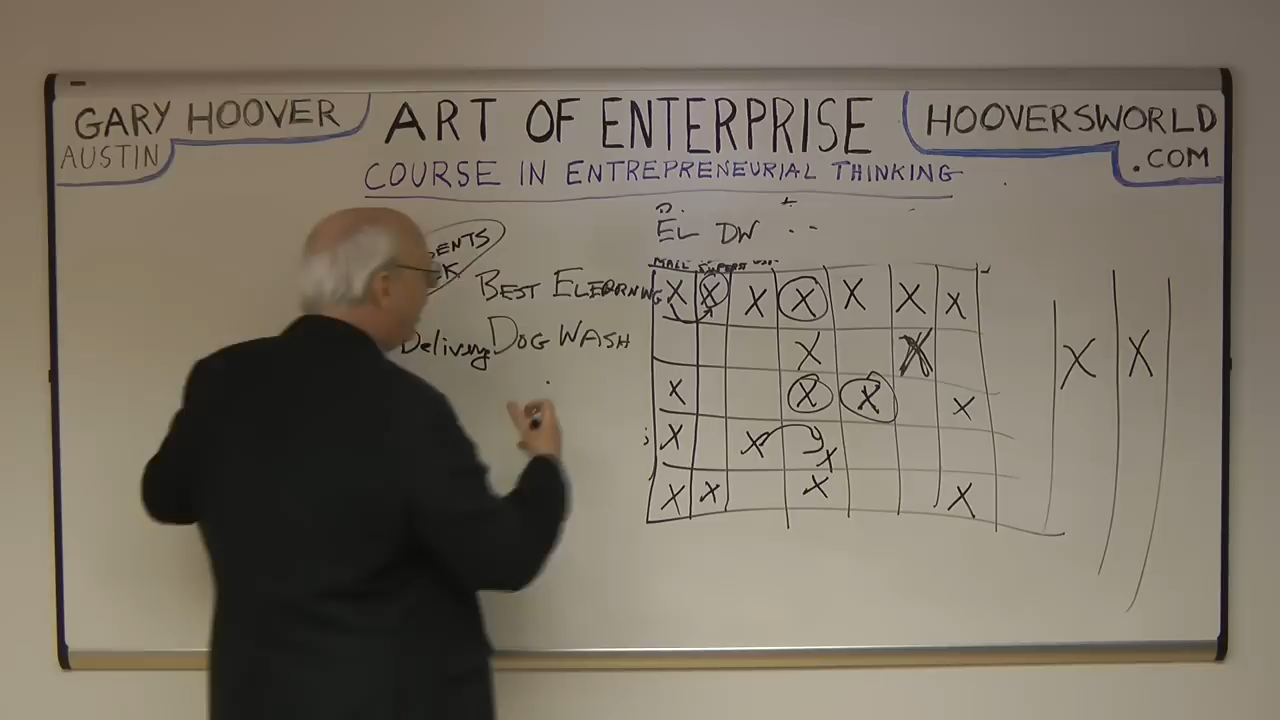 GARY HOOVER
AUSTIN
ART OF ENTERPRISE
HOOVERSWORLD
.COM
COURSE IN ENTREPRENEURIAL THINKING
EL DW
MALL
BEST ELEARNING X X X X X X X
Delivery DOG WASH
X X
X X X X
X X X
X X X X
X X